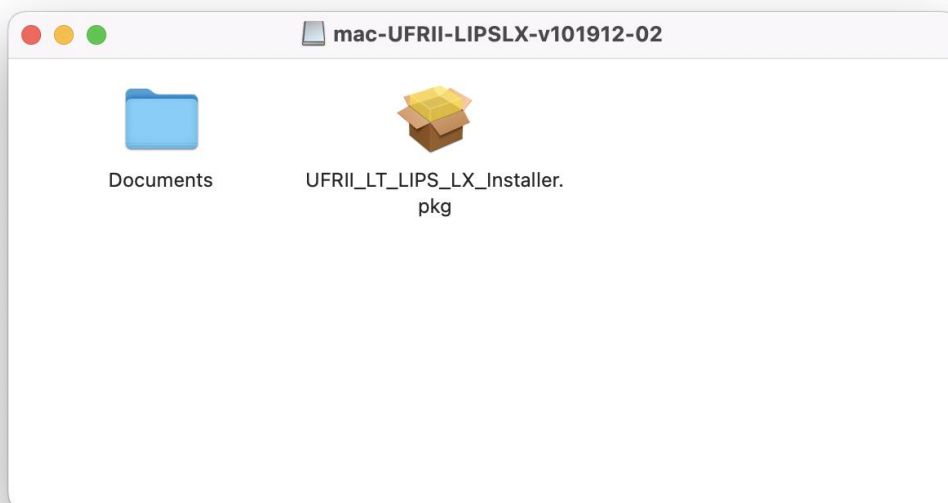 mac-UFRII-LIPSLX-v101912-02
Documents
UFRII_LT_LIPS_LX_Installer.
pkg